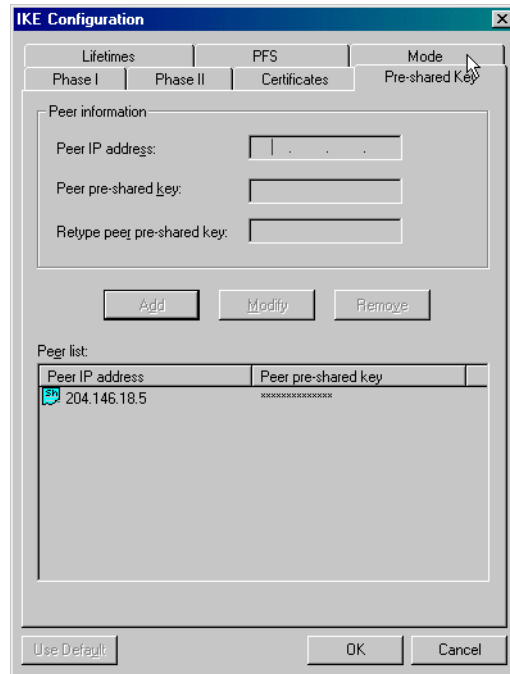 IKE Configuration
Lifetimes PFS Mode
Phase I Phase II Certificates Pre-shared Key
Peer information
Peer IP address:
. . .
Peer pre-shared key:
Retype peer pre-shared key:
Add Modify Remove
Peer list:
Peer IP address Peer pre-shared key
Sh 204.146.18.5 xxxxxxxxxxxxxx
Use Default OK Cancel